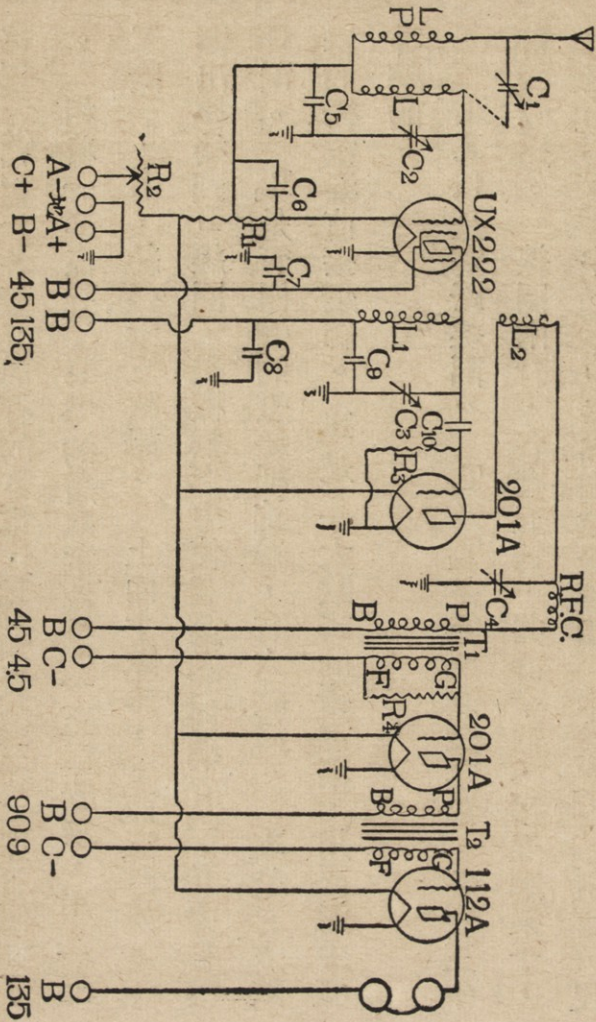 L2
R.F.C.
UX222
201A
201A
112A
C1
C4
T1
T2
L
P
L
C2
L1
C3
C10
R3
P
B
G
F
R4
P
B
G
F
C5
C6
C9
R1
C7
C8
R2
A- A+ B B B C- B C- B
C+ B- 45 135 45 4.5 90 9 135